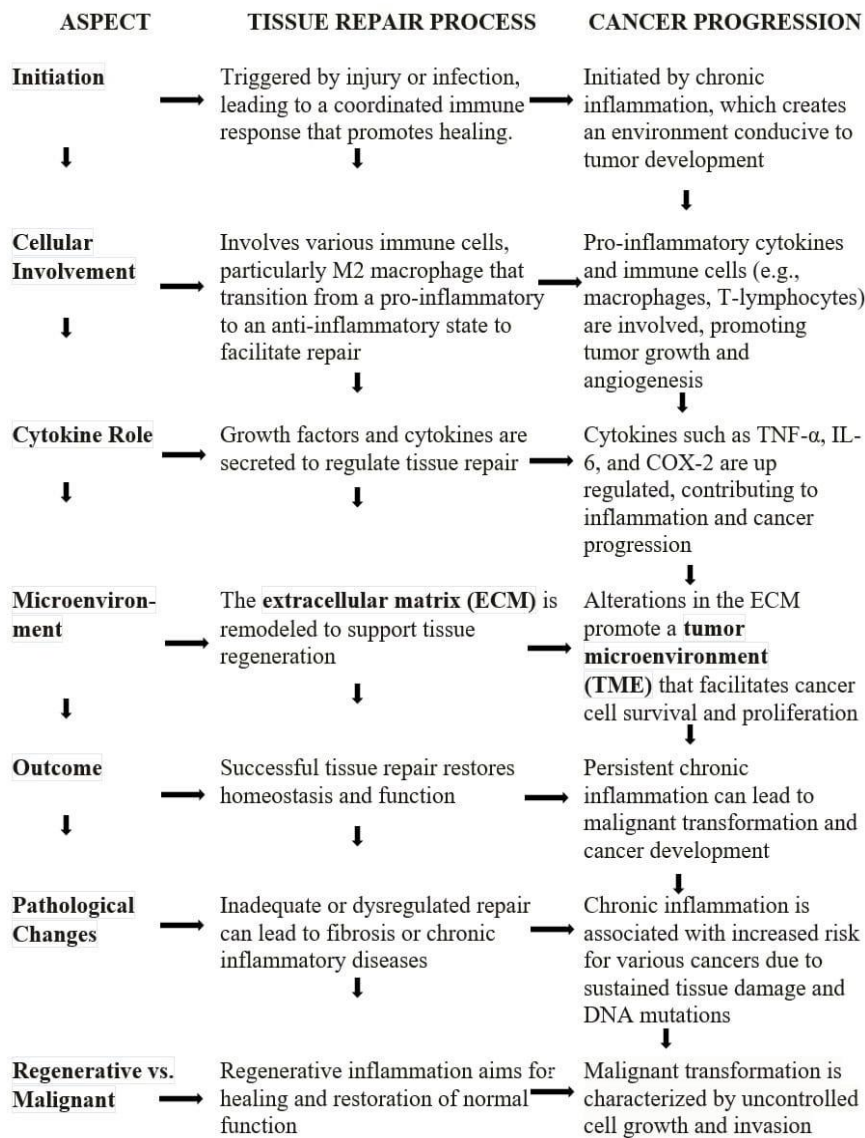 ASPECT TISSUE REPAIR PROCESS CANCER PROGRESSION
Initiation
Triggered by injury or infection,
leading to a coordinated immune
response that promotes healing.
Initiated by chronic
inflammation, which creates
an environment conducive to
tumor development
Cellular
Involvement
Involves various immune cells,
particularly M2 macrophage that
transition from a pro-inflammatory
to an anti-inflammatory state to
facilitate repair
Pro-inflammatory cytokines
and immune cells (e.g.,
macrophages, T-lymphocytes)
are involved, promoting
tumor growth and
angiogenesis
Cytokine Role
Growth factors and cytokines are
secreted to regulate tissue repair
Cytokines such as TNF-α, IL-
6, and COX-2 are up
regulated, contributing to
inflammation and cancer
progression
Microenviron-
ment
The extracellular matrix (ECM) is
remodeled to support tissue
regeneration
Alterations in the ECM
promote a tumor
microenvironment
(TME) that facilitates cancer
cell survival and proliferation
Outcome
Successful tissue repair restores
homeostasis and function
Persistent chronic
inflammation can lead to
malignant transformation and
cancer development
Pathological
Changes
Inadequate or dysregulated repair
can lead to fibrosis or chronic
inflammatory diseases
Chronic inflammation is
associated with increased risk
for various cancers due to
sustained tissue damage and
DNA mutations
Regenerative vs.
Malignant
Regenerative inflammation aims for
healing and restoration of normal
function
Malignant transformation is
characterized by uncontrolled
cell growth and invasion